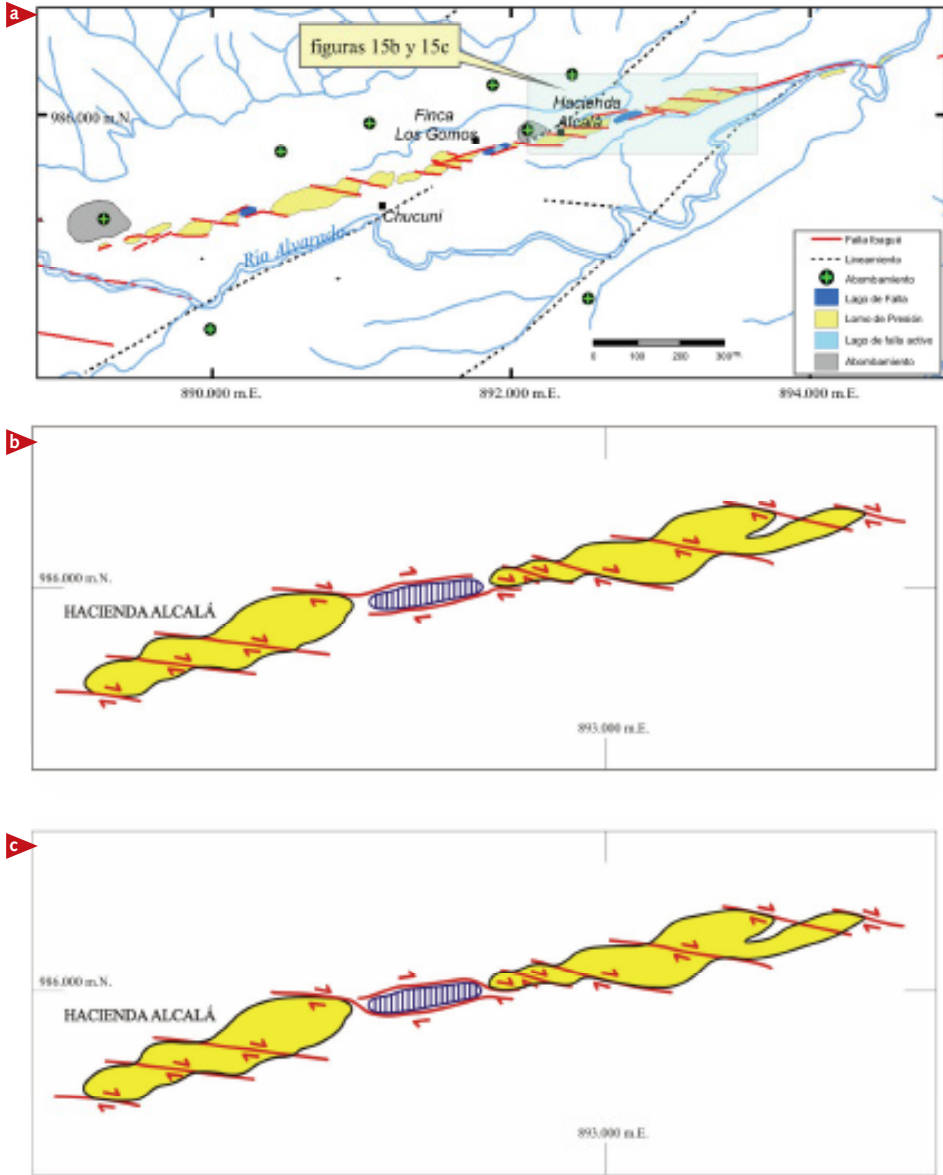 a
figuras 15b y 15c
986.000 m.N.
Finca
Los Gomos
Hacienda
Alcalá
Chucuni
Río Alvarado
Falla Ibagué
Lineamiento
Abombamiento
Lago de Falla
Lomo de Presión
Lago de falla active
Abombamiento
0 100 200 300 m.
890.000 m.E.
892.000 m.E.
894.000 m.E.
b
986.000 m.N.
HACIENDA ALCALÁ
893.000 m.E.
c
986.000 m.N.
HACIENDA ALCALÁ
893.000 m.E.